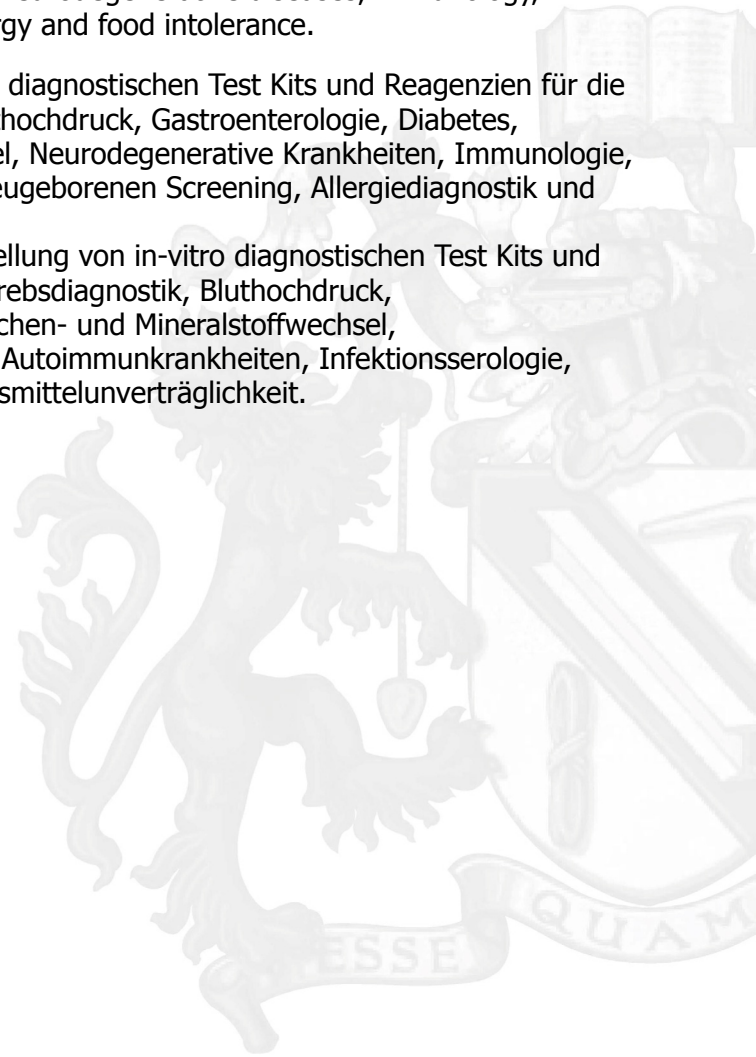 rgy and food intolerance.
diagnostischen Test Kits und Reagenzien für die
thochdruck, Gastroenterologie, Diabetes,
el, Neurodegenerative Krankheiten, Immunologie,
eugeborenen Screening, Allergiediagnostik und
ellung von in-vitro diagnostischen Test Kits und
rebsdiagnostik, Bluthochdruck,
chen- und Mineralstoffwechsel,
Autoimmunkrankheiten, Infektionsserologie,
smittelunverträglichkeit.
ESSE QUAM